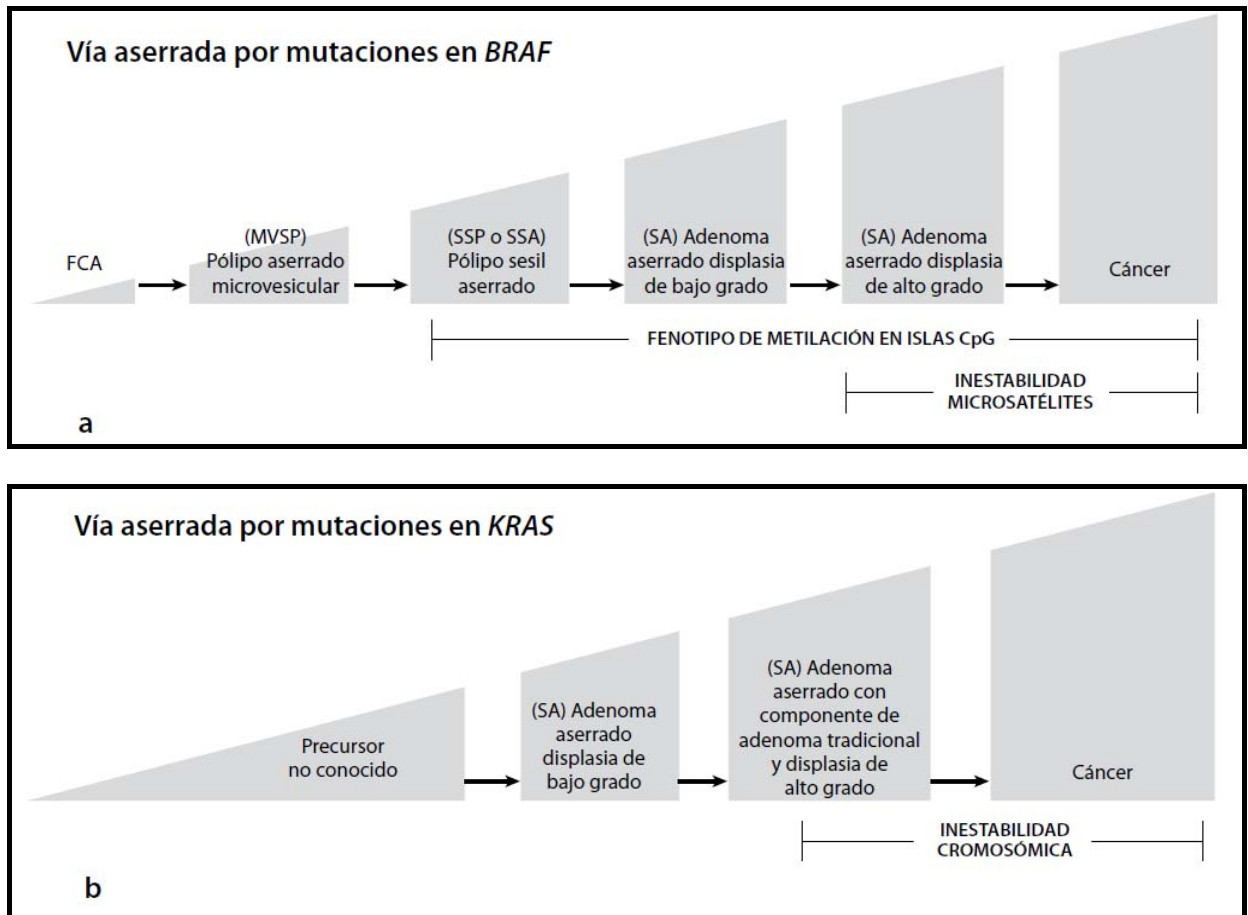 Vía aserrada por mutaciones en BRAF
FCA
(MVSP)
Pólipo aserrado
microvesicular
(SSP o SSA)
Pólipo sesil
aserrado
(SA) Adenoma
aserrado displasia
de bajo grado
(SA) Adenoma
aserrado displasia
de alto grado
Cáncer
FENOTIPO DE METILACIÓN EN ISLAS CpG
INESTABILIDAD
MICROSATÉLITES
a
Vía aserrada por mutaciones en KRAS
Precursor
no conocido
(SA) Adenoma
aserrado
displasia de
bajo grado
(SA) Adenoma
aserrado con
componente de
adenoma tradicional
y displasia de
alto grado
Cáncer
INESTABILIDAD
CROMOSÓMICA
b